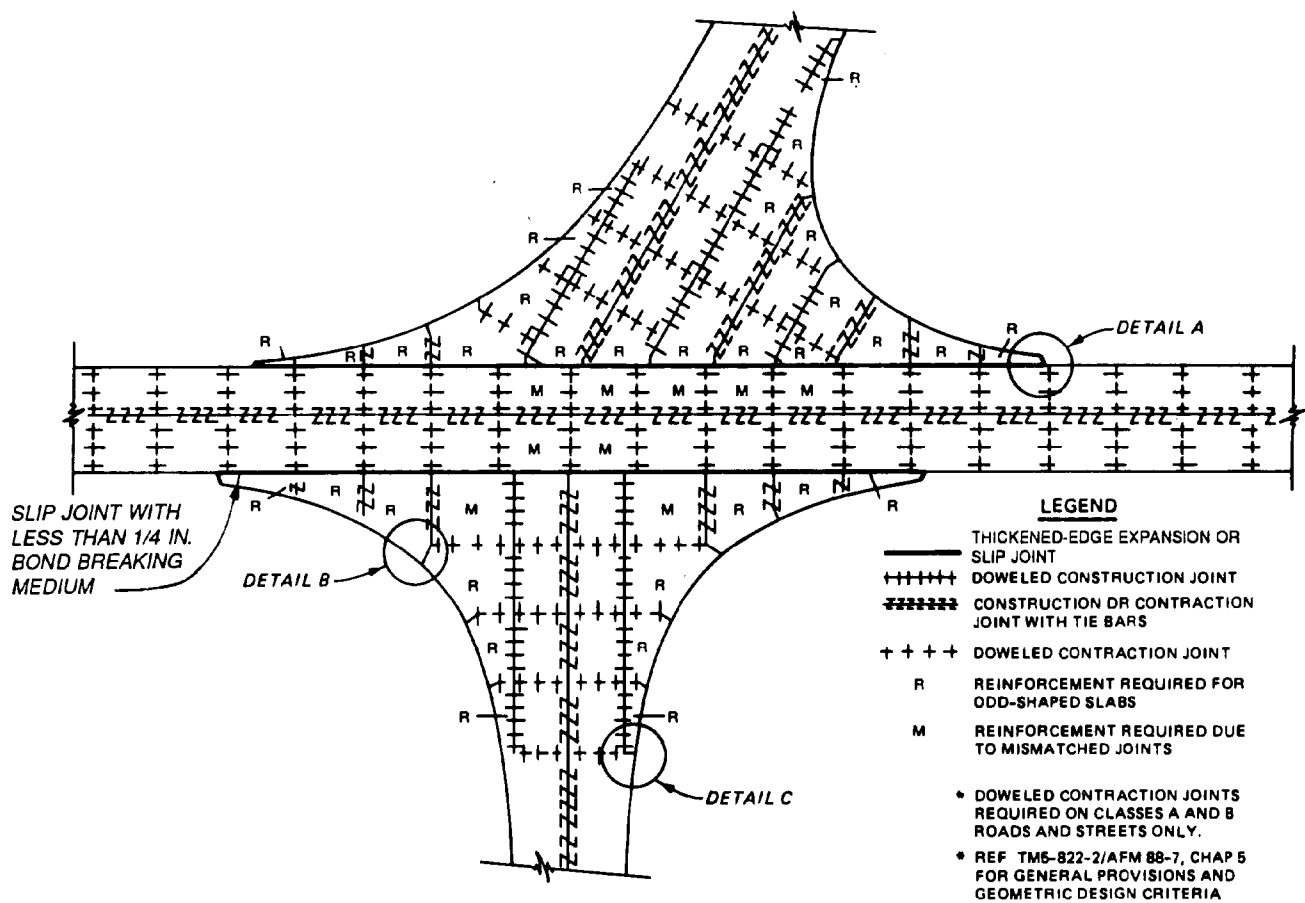 R
R
R
R
R
R
R
R
R
DETAIL A
R
R
R
R
R
R
R
R
R
R
M
M
M
M
M
M
M
R
R
R
M
M
R
R
R
SLIP JOINT WITH
LESS THAN 1/4 IN.
BOND BREAKING
MEDIUM
DETAIL B
R
R
R
R
R
R
DETAIL C
LEGEND
THICKENED-EDGE EXPANSION OR
SLIP JOINT
DOWELED CONSTRUCTION JOINT
CONSTRUCTION OR CONTRACTION
JOINT WITH TIE BARS
DOWELED CONTRACTION JOINT
R REINFORCEMENT REQUIRED FOR
ODD-SHAPED SLABS
M REINFORCEMENT REQUIRED DUE
TO MISMATCHED JOINTS
* DOWELED CONTRACTION JOINTS
REQUIRED ON CLASSES A AND B
ROADS AND STREETS ONLY.
* REF TM5-822-2/AFM 88-7, CHAP 5
FOR GENERAL PROVISIONS AND
GEOMETRIC DESIGN CRITERIA